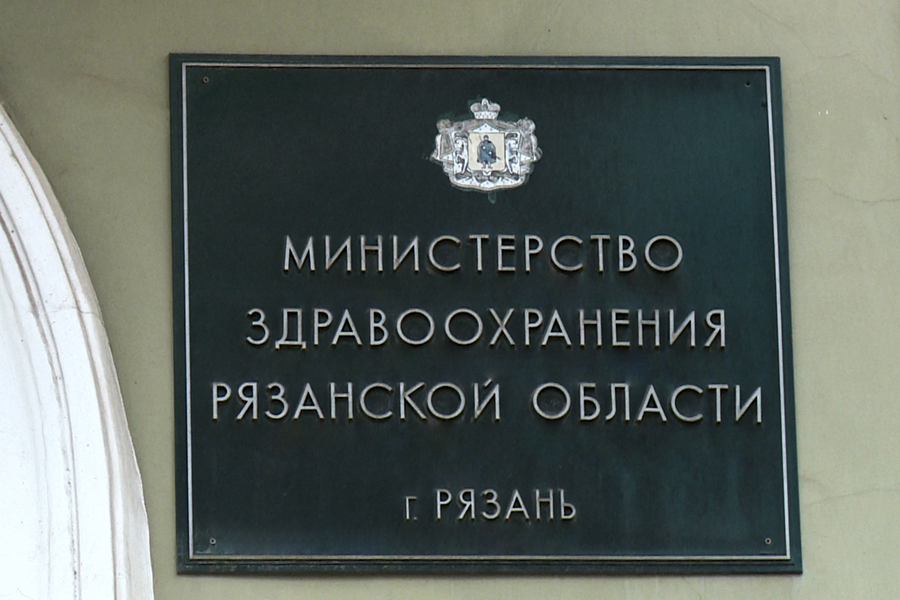 МИНИСТЕРСТВО
ЗДРАВООХРАНЕНИЯ
РЯЗАНСКОЙ ОБЛАСТИ
г. РЯЗАНЬ